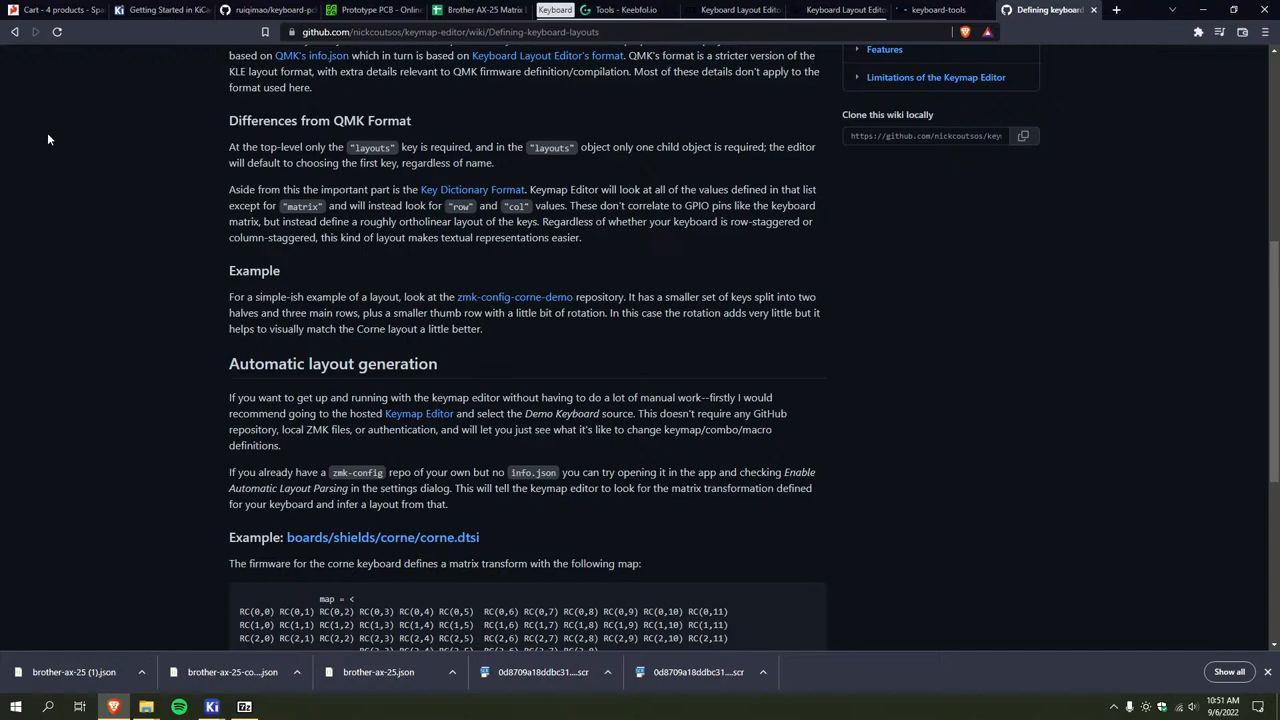 Cart - 4 products - Spa
Getting Started in KiCa
ruiqimao/keyboard-pc
Prototype PCB - Online
Brother AX-25 Matrix
Keyboard
Tools - Keebfol.io
Keyboard Layout Edito
Keyboard Layout Edito
keyboard-tools
Defining keyboard
github.com/nickcoutsos/keymap-editor/wiki/Defining-keyboard-layouts
based on QMK's info.json which in turn is based on Keyboard Layout Editor's format. QMK's format is a stricter version of the
KLE layout format, with extra details relevant to QMK firmware definition/compilation. Most of these details don't apply to the
format used here.
Features
Limitations of the Keymap Editor
Clone this wiki locally
https://github.com/nickcoutsos/key
Differences from QMK Format
At the top-level only the "layouts" key is required, and in the "layouts" object only one child object is required; the editor
will default to choosing the first key, regardless of name.
Aside from this the important part is the Key Dictionary Format. Keymap Editor will look at all of the values defined in that list
except for "matrix" and will instead look for "row" and "col" values. These don't correlate to GPIO pins like the keyboard
matrix, but instead define a roughly ortholinear layout of the keys. Regardless of whether your keyboard is row-staggered or
column-staggered, this kind of layout makes textual representations easier.
Example
For a simple-ish example of a layout, look at the zmk-config-corne-demo repository. It has a smaller set of keys split into two
halves and three main rows, plus a smaller thumb row with a little bit of rotation. In this case the rotation adds very little but it
helps to visually match the Corne layout a little better.
Automatic layout generation
If you want to get up and running with the keymap editor without having to do a lot of manual work--firstly I would
recommend going to the hosted Keymap Editor and select the Demo Keyboard source. This doesn't require any GitHub
repository, local ZMK files, or authentication, and will let you just see what it's like to change keymap/combo/macro
definitions.
If you already have a zmk-config repo of your own but no info.json you can try opening it in the app and checking Enable
Automatic Layout Parsing in the settings dialog. This will tell the keymap editor to look for the matrix transformation defined
for your keyboard and infer a layout from that.
Example: boards/shields/corne/corne.dtsi
The firmware for the corne keyboard defines a matrix transform with the following map:
map = <
RC(0,0) RC(0,1) RC(0,2) RC(0,3) RC(0,4) RC(0,5) RC(0,6) RC(0,7) RC(0,8) RC(0,9) RC(0,10) RC(0,11)
RC(1,0) RC(1,1) RC(1,2) RC(1,3) RC(1,4) RC(1,5) RC(1,6) RC(1,7) RC(1,8) RC(1,9) RC(1,10) RC(1,11)
RC(2,0) RC(2,1) RC(2,2) RC(2,3) RC(2,4) RC(2,5) RC(2,6) RC(2,7) RC(2,8) RC(2,9) RC(2,10) RC(2,11)
brother-ax-25 (1).json
brother-ax-25-co....json
brother-ax-25.json
0d8709a18ddbc31....scr
0d8709a18ddbc31....scr
Show all
10:51 AM
9/6/2022